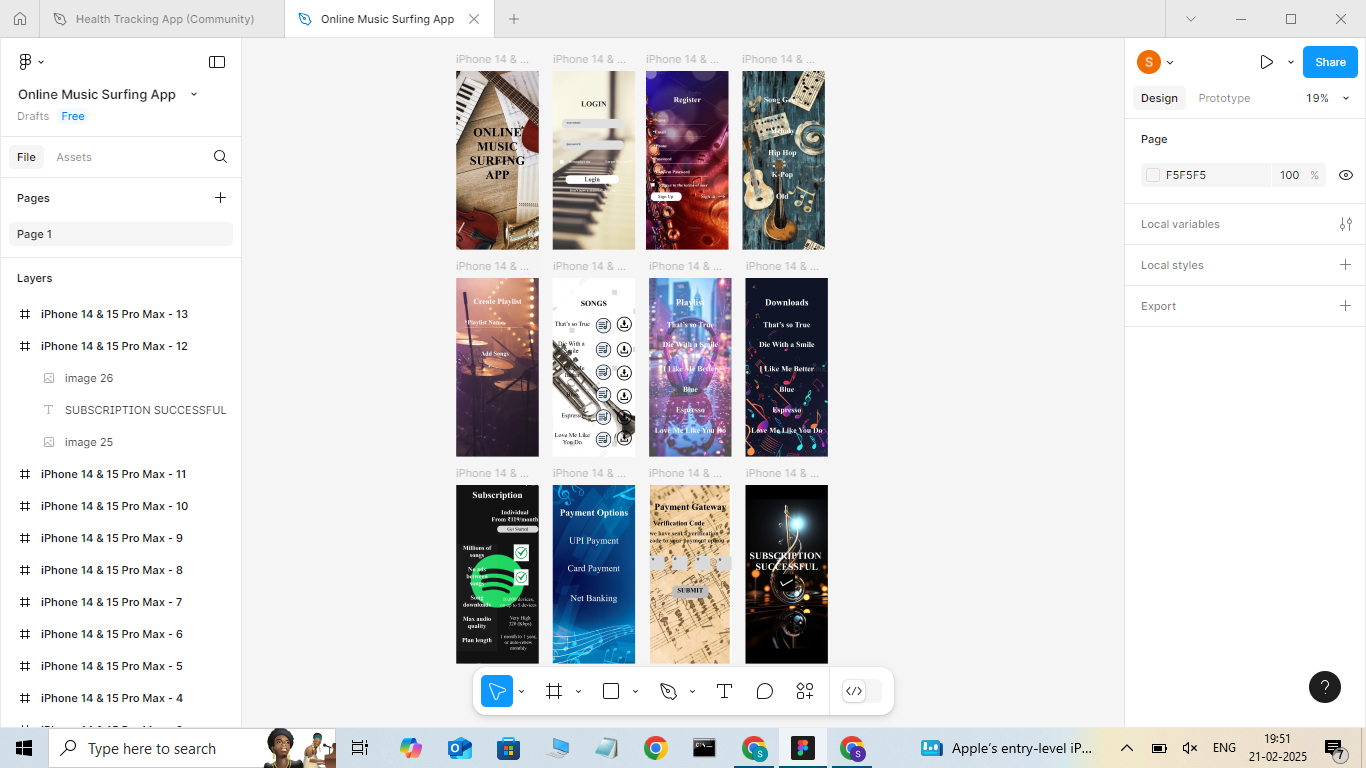 Health Tracking App (Community)
Online Music Surfing App
Online Music Surfing App
Drafts
Free
File
Assets
Pages
Page 1
Layers
iPhone 14 & 15 Pro Max - 13
iPhone 14 & 15 Pro Max - 12
image 26
SUBSCRIPTION SUCCESSFUL
image 25
iPhone 14 & 15 Pro Max - 11
iPhone 14 & 15 Pro Max - 10
iPhone 14 & 15 Pro Max - 9
iPhone 14 & 15 Pro Max - 8
iPhone 14 & 15 Pro Max - 7
iPhone 14 & 15 Pro Max - 6
iPhone 14 & 15 Pro Max - 5
iPhone 14 & 15 Pro Max - 4
iPhone 14 & ...
iPhone 14 & ...
iPhone 14 & ...
iPhone 14 & ...
ONLINE
MUSIC
SURFING
APP
LOGIN
Login
Register
Sign Up
Sign in
Melody
Hip Hop
K-Pop
Old
iPhone 14 & ...
iPhone 14 & ...
iPhone 14 & ...
iPhone 14 & ...
Create Playlist
*Playlist Name
Add Songs
SONGS
That's so True
Die With a
Smile
Blue
Espresso
Love Me Like
You Do
Playlist
That's so True
Die With a Smile
I Like Me Better
Blue
Espresso
Love Me Like You Do
Downloads
That's so True
Die With a Smile
I Like Me Better
Blue
Espresso
Love Me Like You Do
iPhone 14 & ...
iPhone 14 & ...
iPhone 14 & ...
iPhone 14 & ...
Subscription
Individual
From ₹119/month
Get Started
Millions of
songs
No ads
between
songs
Song
downloads
Max audio
quality
Very High
320 (Kbps)
Plan length
1 month to 1 year,
or auto-renew
monthly
Payment Options
UPI Payment
Card Payment
Net Banking
Payment Gateway
Verification Code
we have sent a verification
code to your payment option
SUBMIT
SUBSCRIPTION
SUCCESSFUL
S
Share
Design
Prototype
19%
Page
F5F5F5
100
%
Local variables
Local styles
Export
?
Type here to search
Apple's entry-level iP...
ENG
19:51
21-02-2025
7